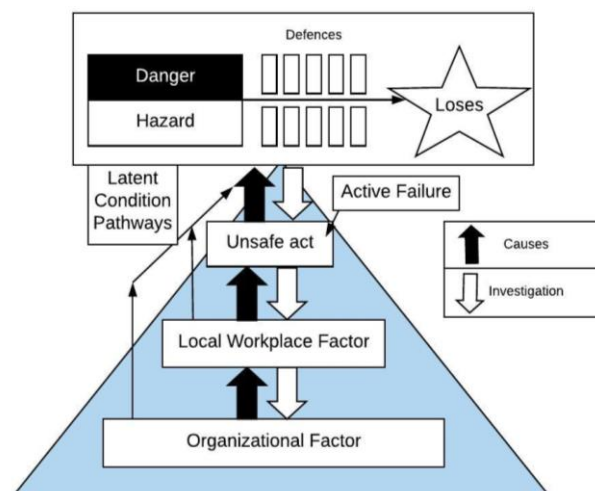 Defences
Danger
Hazard
Loses
Latent
Condition
Pathways
Active Failure
Unsafe act
Causes
Investigation
Local Workplace Factor
Organizational Factor